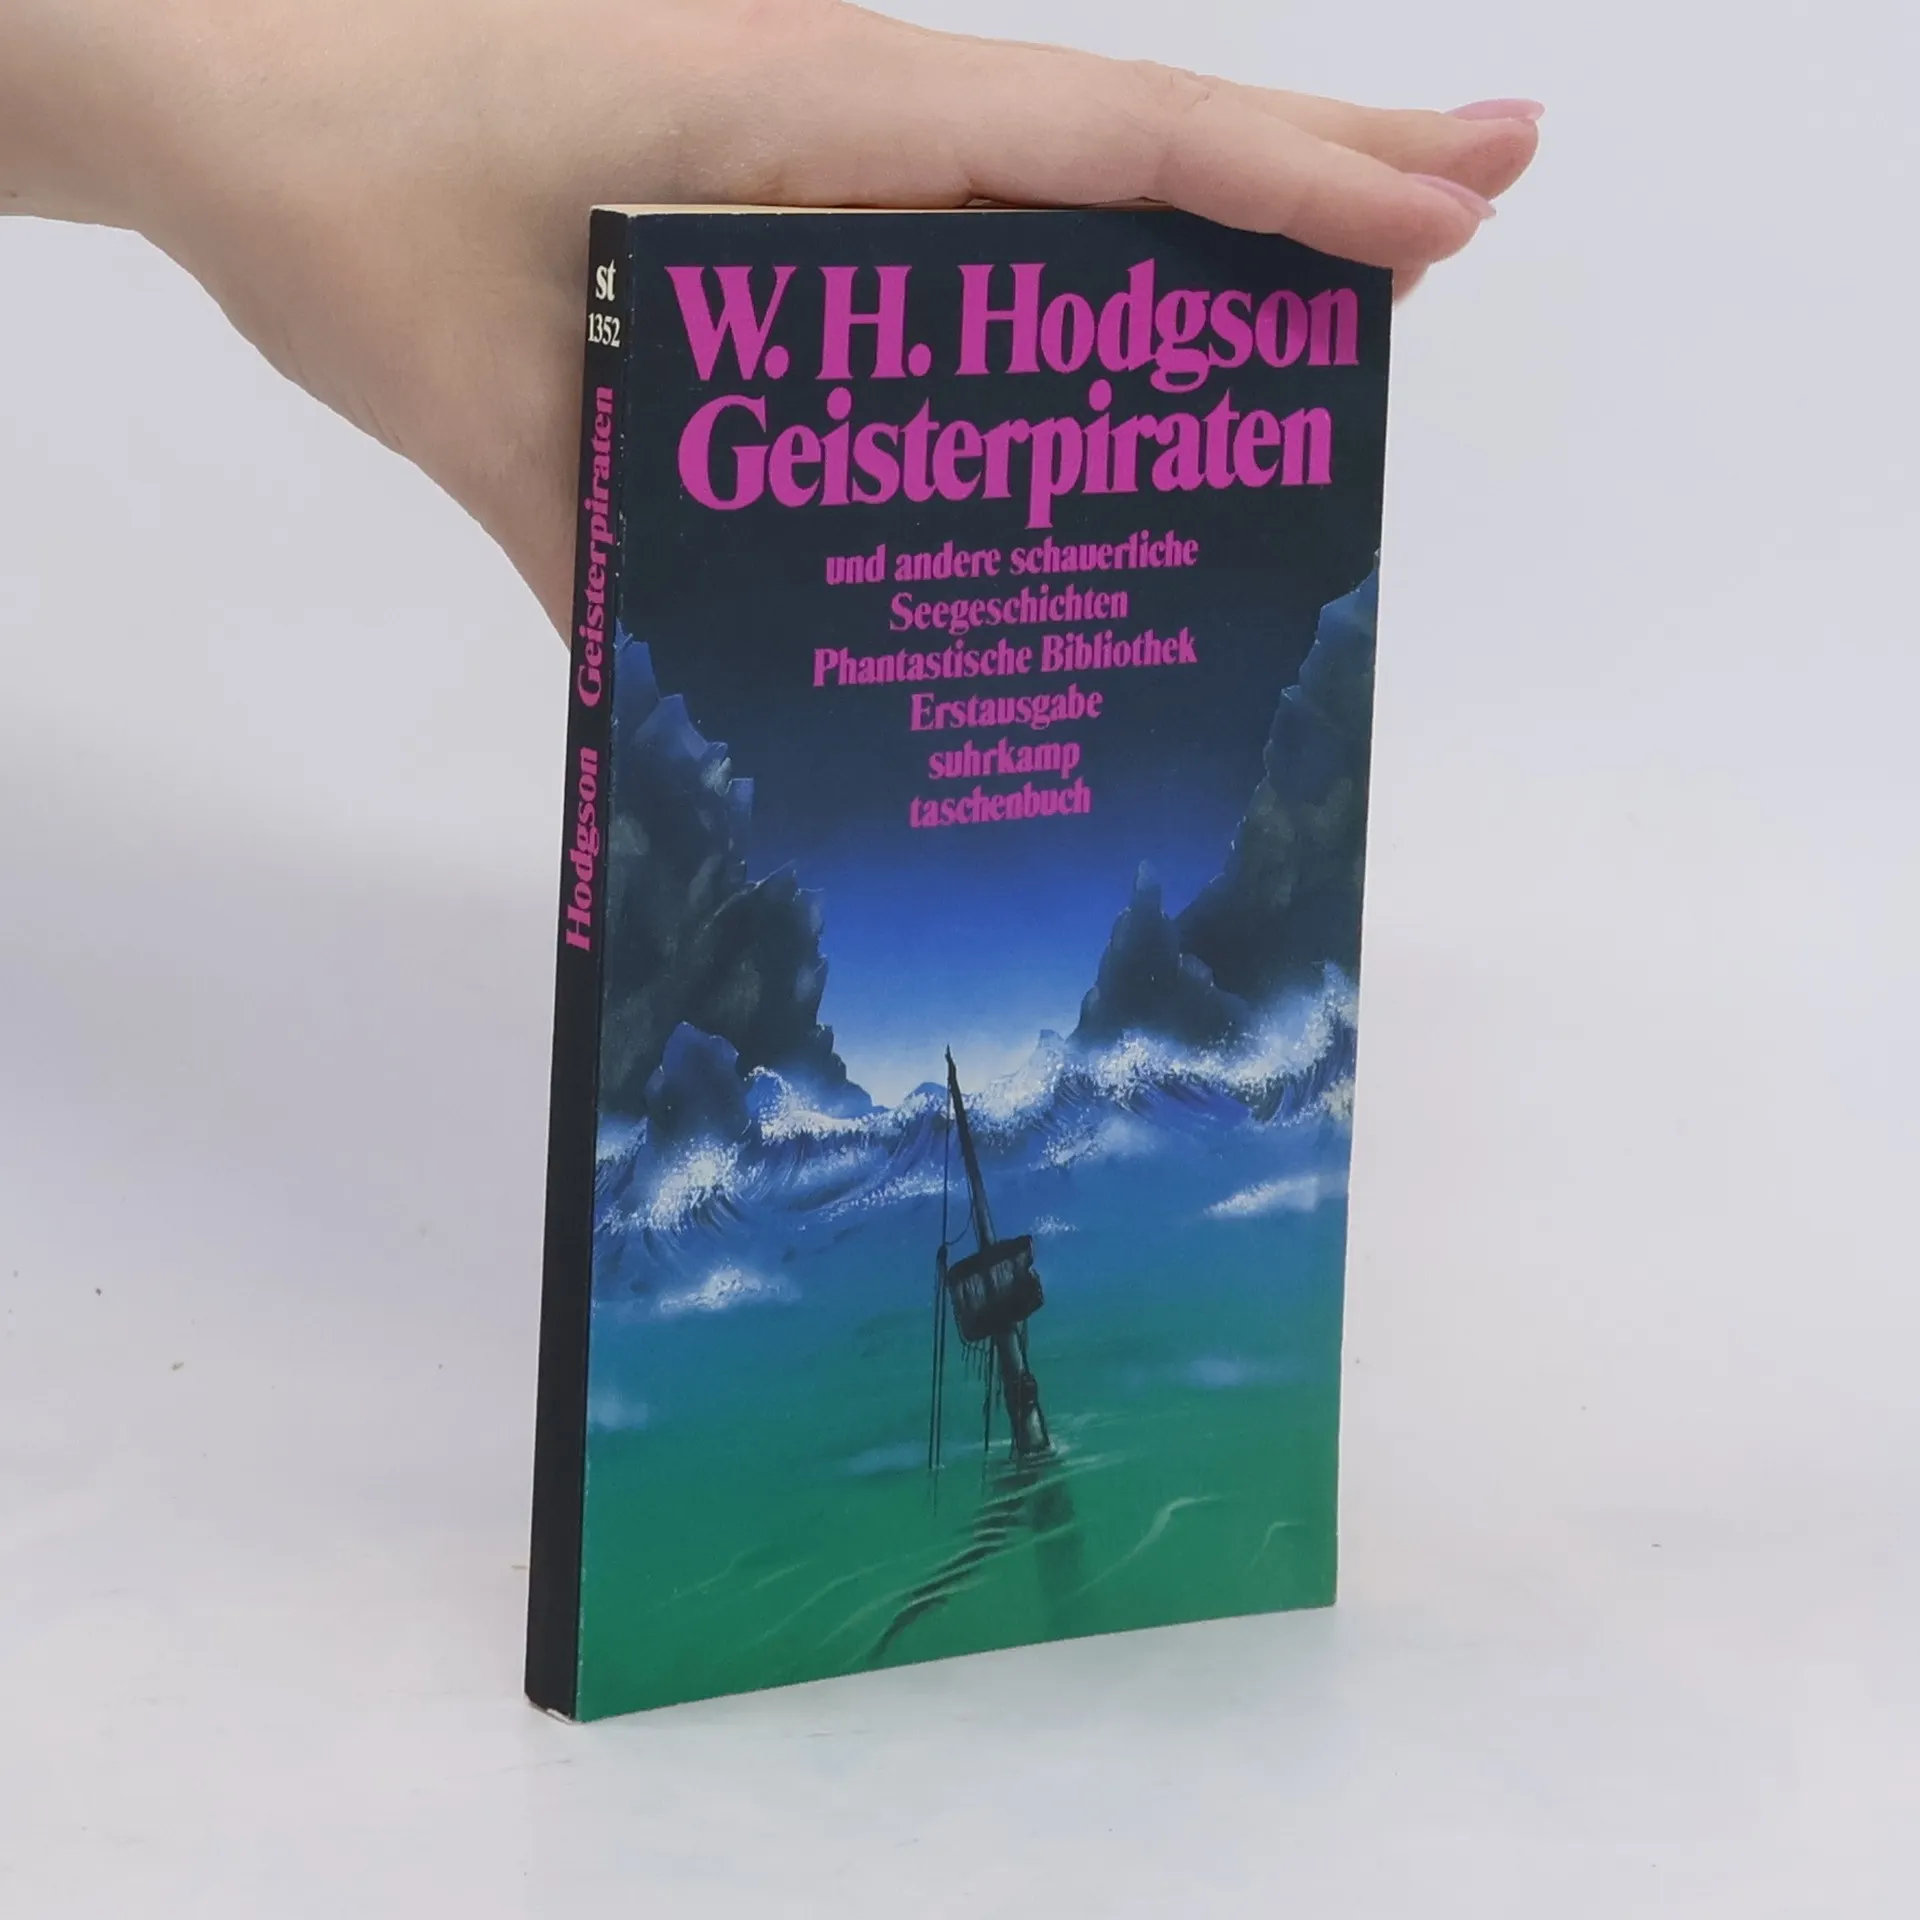 st
1352
Hodgson Geisterpiraten
W. H. Hodgson
Geisterpiraten
und andere schauerliche
Seegeschichten
Phantastische Bibliothek
Erstausgabe
suhrkamp
taschenbuch